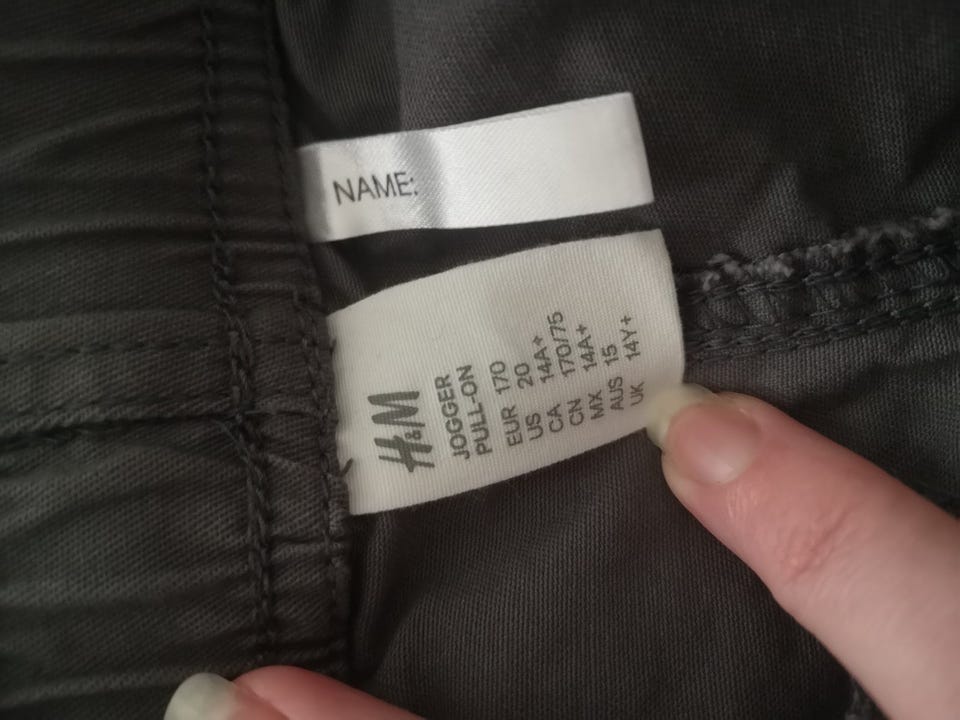 NAME:
H&M
JOGGER
PULL-ON
EUR 170
US 20
CA 14A+
CN 170/75
MX 14A+
AUS 15
UK 14Y+